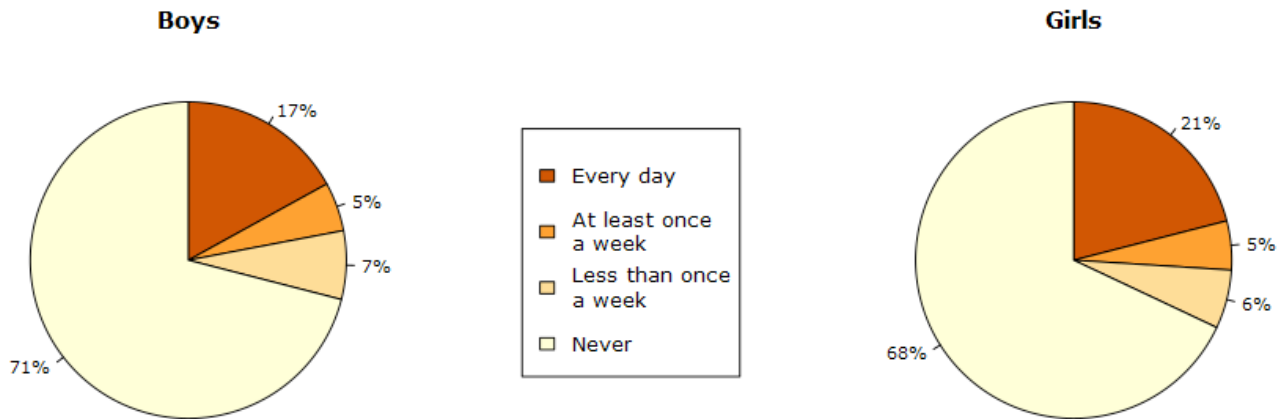 Boys
Girls
17%
5%
7%
71%
Every day
At least once
a week
Less than once
a week
Never
21%
5%
6%
68%